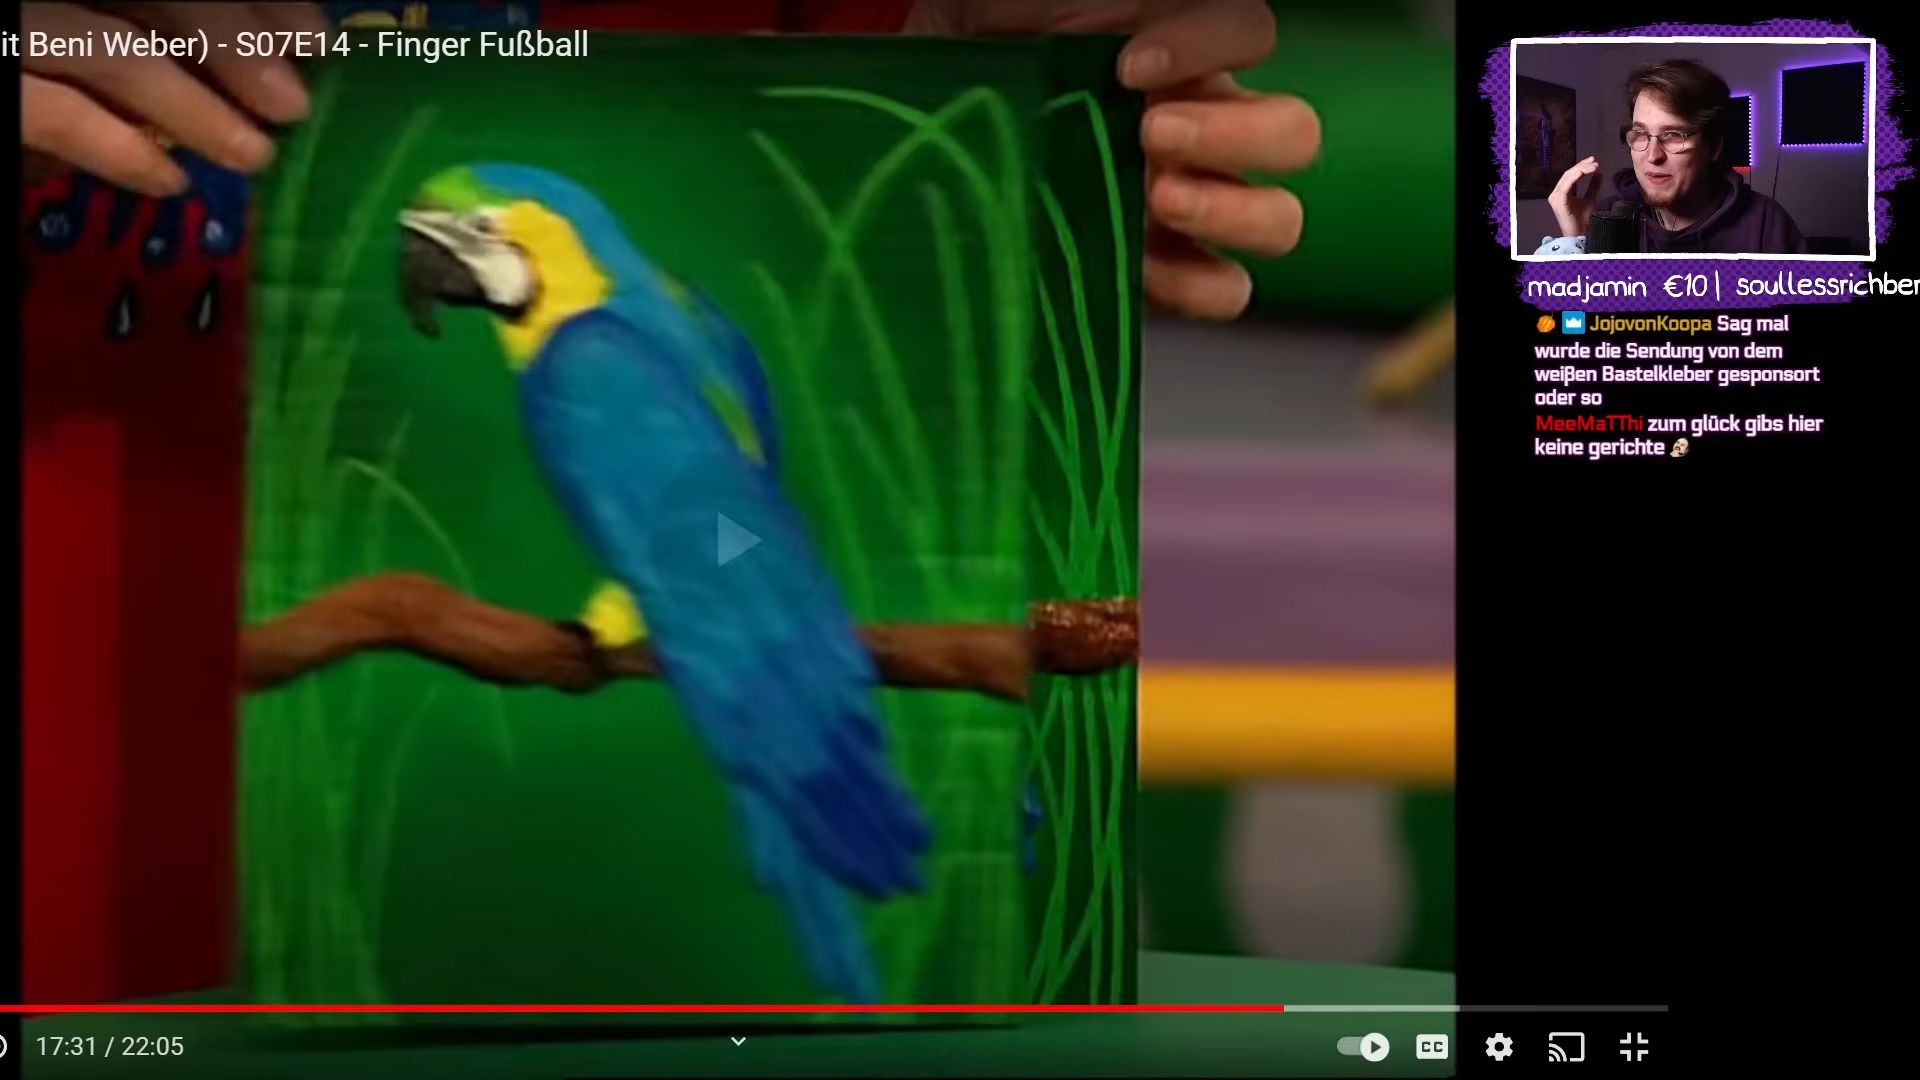 it Beni Weber) - S07E14 - Finger Fußball
madjamin €10 | soullessrichber
JojovonKoopa Sag mal
wurde die Sendung von dem
weißen Bastelkleber gesponsort
oder so
MeeMaTThi zum glück gibs hier
keine gerichte
17:31 / 22:05
CC